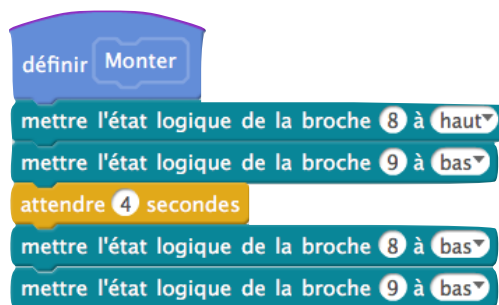 définir Monter
mettre l'état logique de la broche 8 à haut
mettre l'état logique de la broche 9 à bas
attendre 4 secondes
mettre l'état logique de la broche 8 à bas
mettre l'état logique de la broche 9 à bas